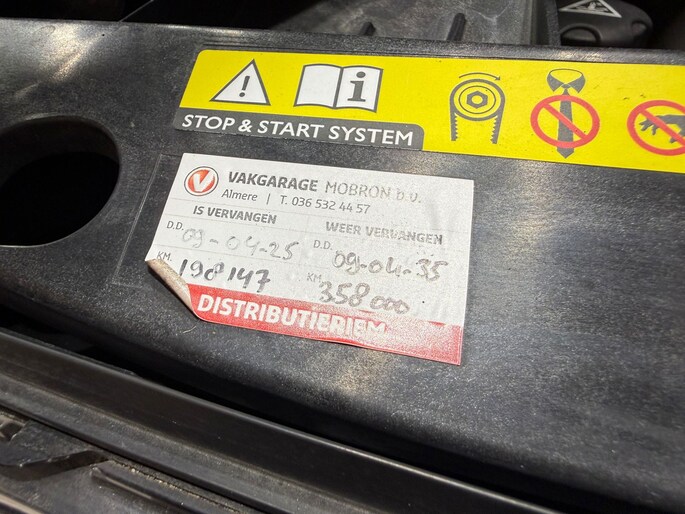 STOP & START SYSTEM
VAKGARAGE MOBRON b.v.
Almere | T. 036 532 44 57
IS VERVANGEN
WEER VERVANGEN
D.D. 09-04-25
D.D. 09-04-35
KM. 198147
KM. 358000
DISTRIBUTIERIEM